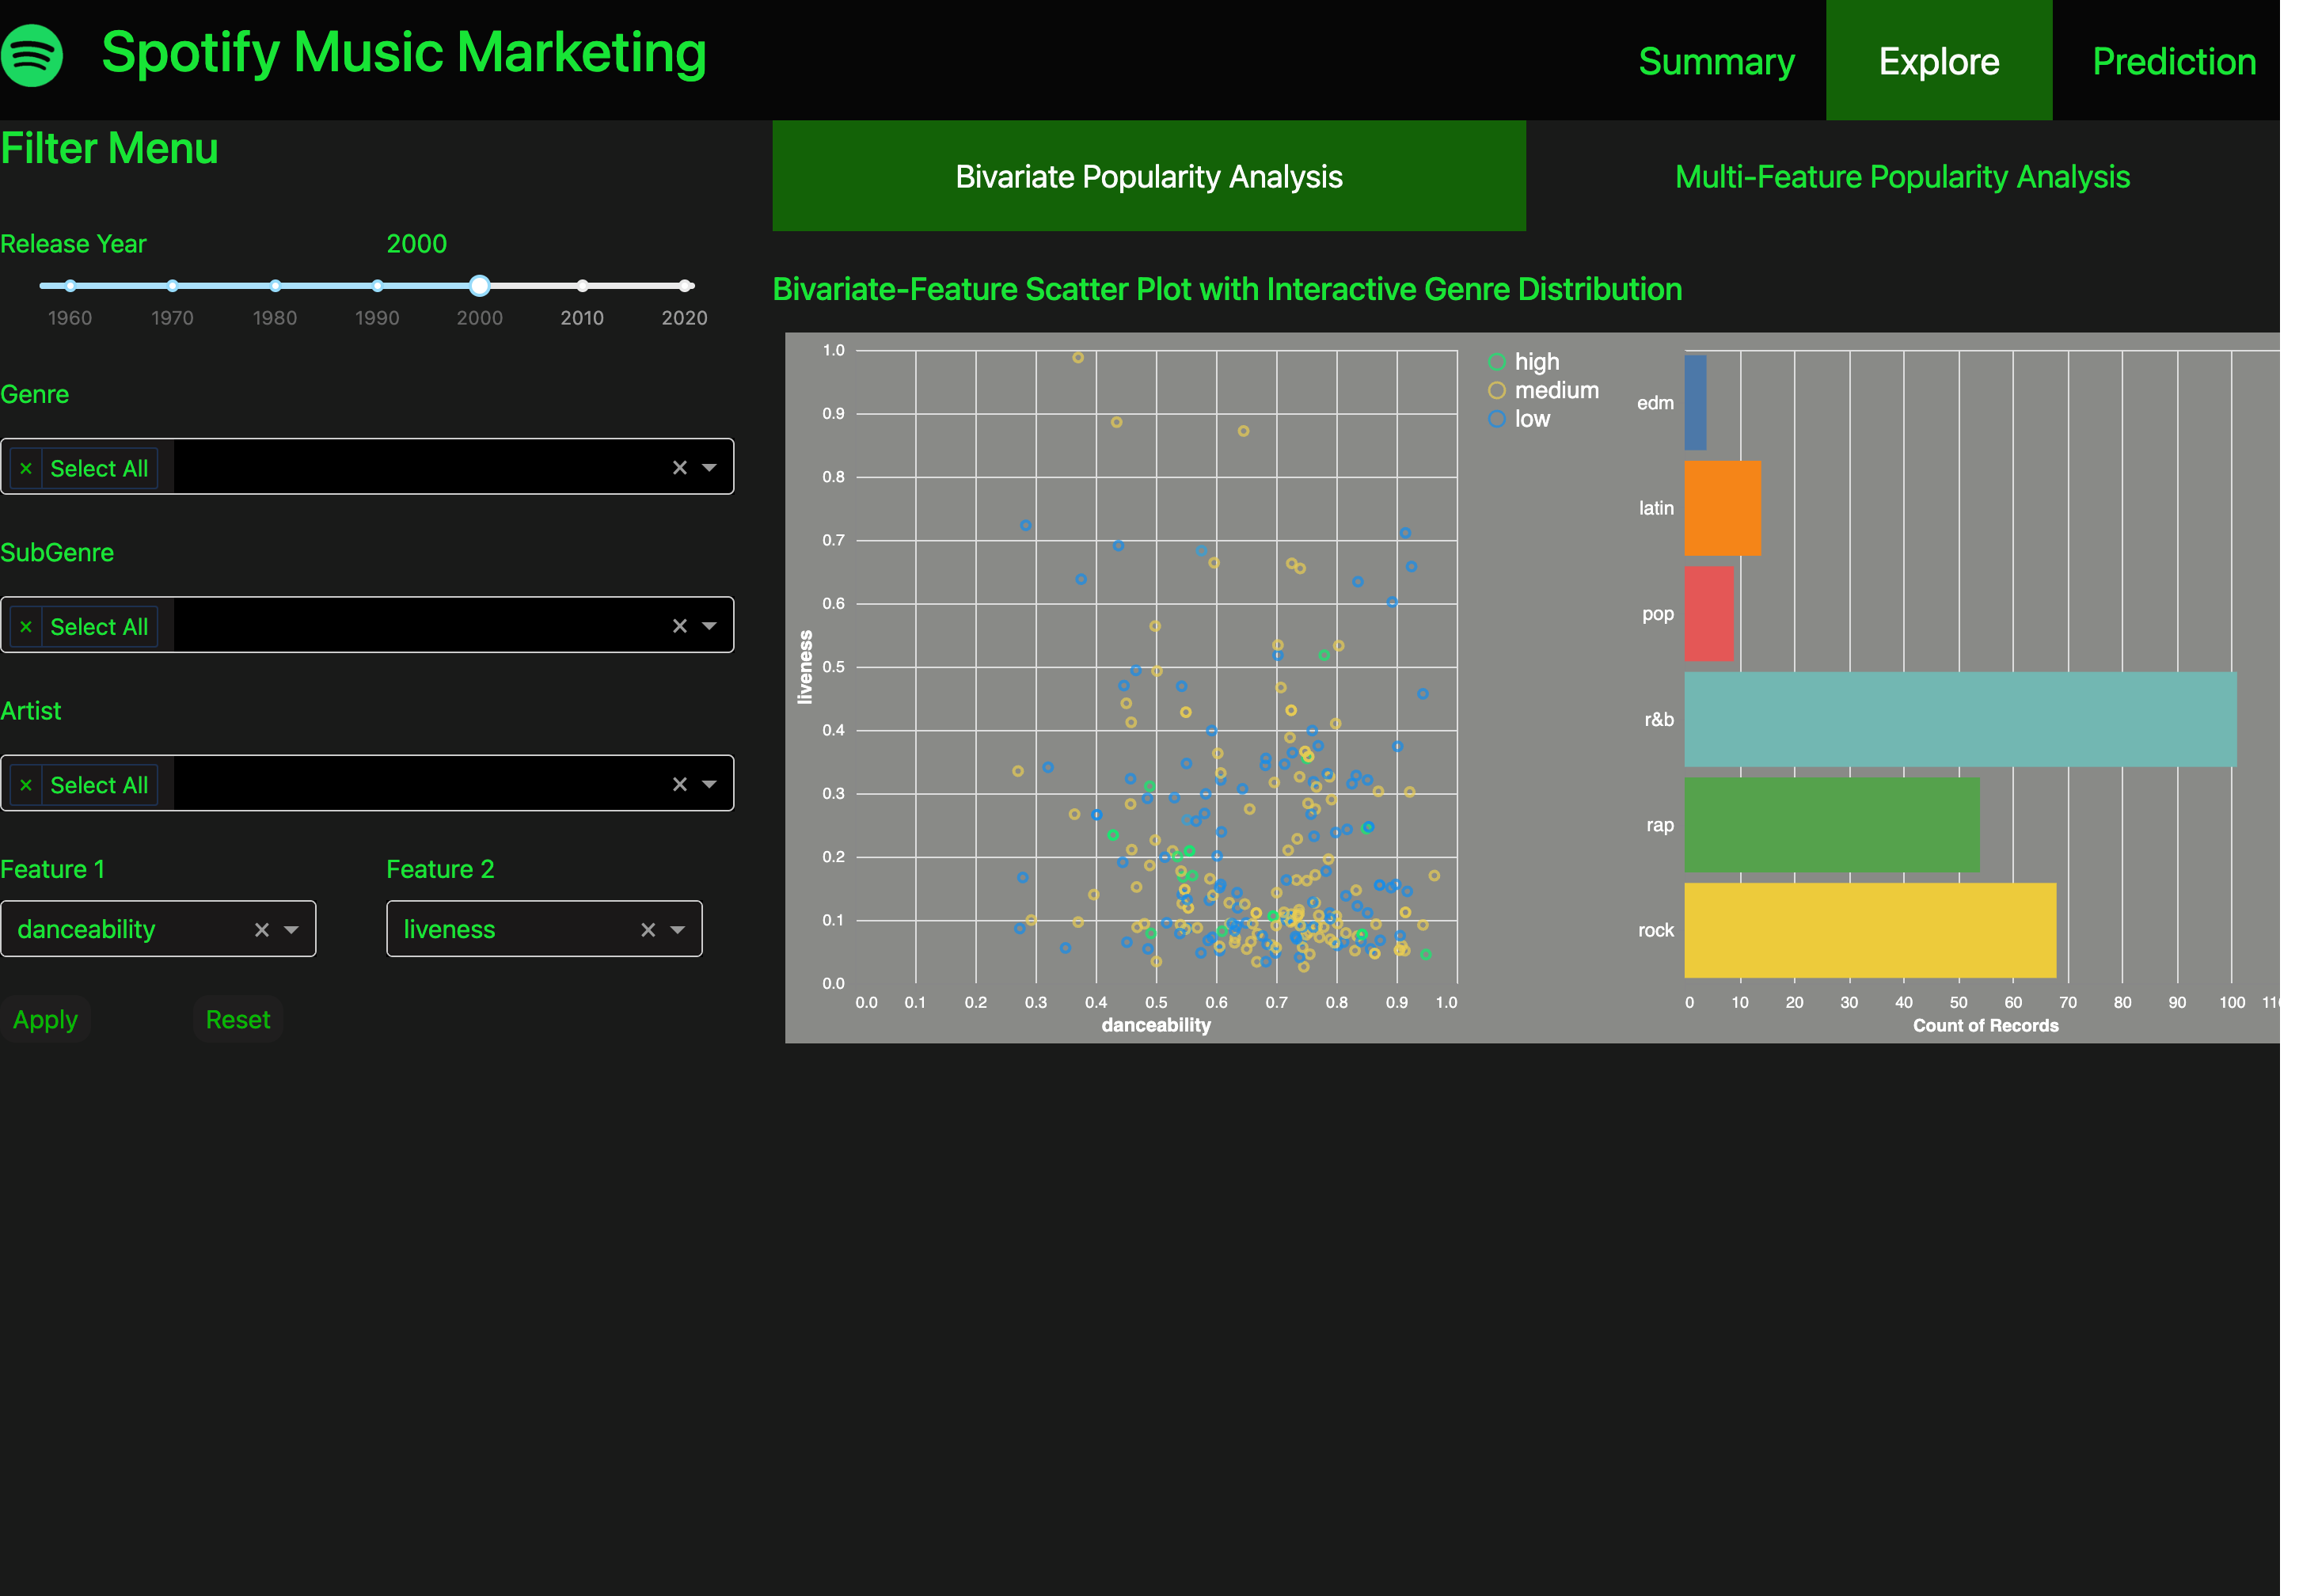 Spotify Music Marketing
Summary
Explore
Prediction
Filter Menu
Release Year
2000
1960 1970 1980 1990 2000 2010 2020
Genre
× Select All
SubGenre
× Select All
Artist
× Select All
Feature 1
Feature 2
danceability
liveness
Apply
Reset
Bivariate Popularity Analysis
Multi-Feature Popularity Analysis
Bivariate-Feature Scatter Plot with Interactive Genre Distribution
1.0
0.9
0.8
0.7
0.6
0.5
0.4
0.3
0.2
0.1
0.0
liveness
0.0 0.1 0.2 0.3 0.4 0.5 0.6 0.7 0.8 0.9 1.0
danceability
high
medium
low
edm
latin
pop
r&b
rap
rock
0 10 20 30 40 50 60 70 80 90 100
Count of Records